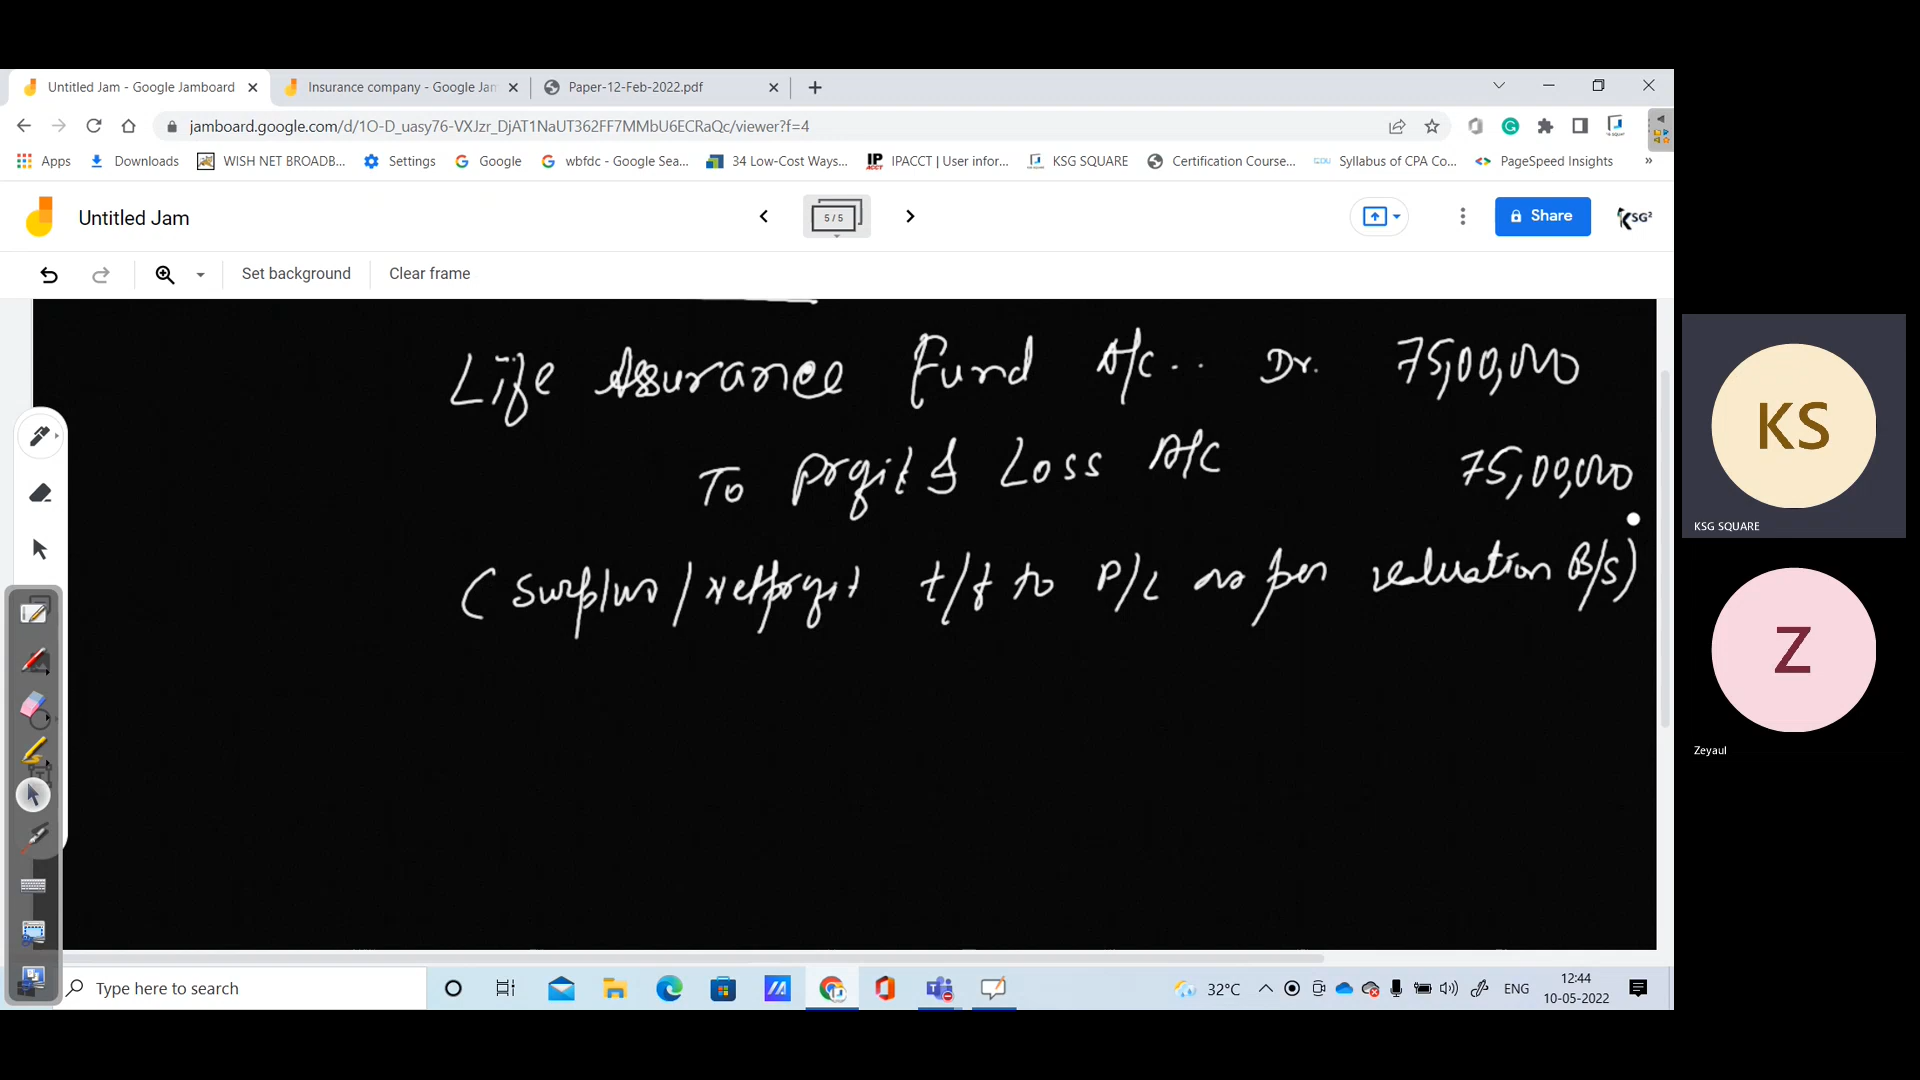 Untitled Jam - Google Jamboard
Insurance company - Google Jan
Paper-12-Feb-2022.pdf
jamboard.google.com/d/1O-D_uasy76-VXJzr_DjAT1NaUT362FF7MMbU6ECRaQc/viewer?f=4
Apps Downloads WISH NET BROADB... Settings Google wbfdc - Google Sea... 34 Low-Cost Ways... IPACCT | User infor... KSG SQUARE Certification Course... Syllabus of CPA Co... PageSpeed Insights »
Untitled Jam
5 / 5
Share
KSG²
Set background Clear frame
Life Assurance Fund A/c .. Dr. 75,00,000
To Profit & Loss A/C 75,00,000
(Surplus/net profit t/f to P/L as per valuation B/S)
KS
KSG SQUARE
Z
Zeyaul
Type here to search
32°C
ENG
12:44
10-05-2022